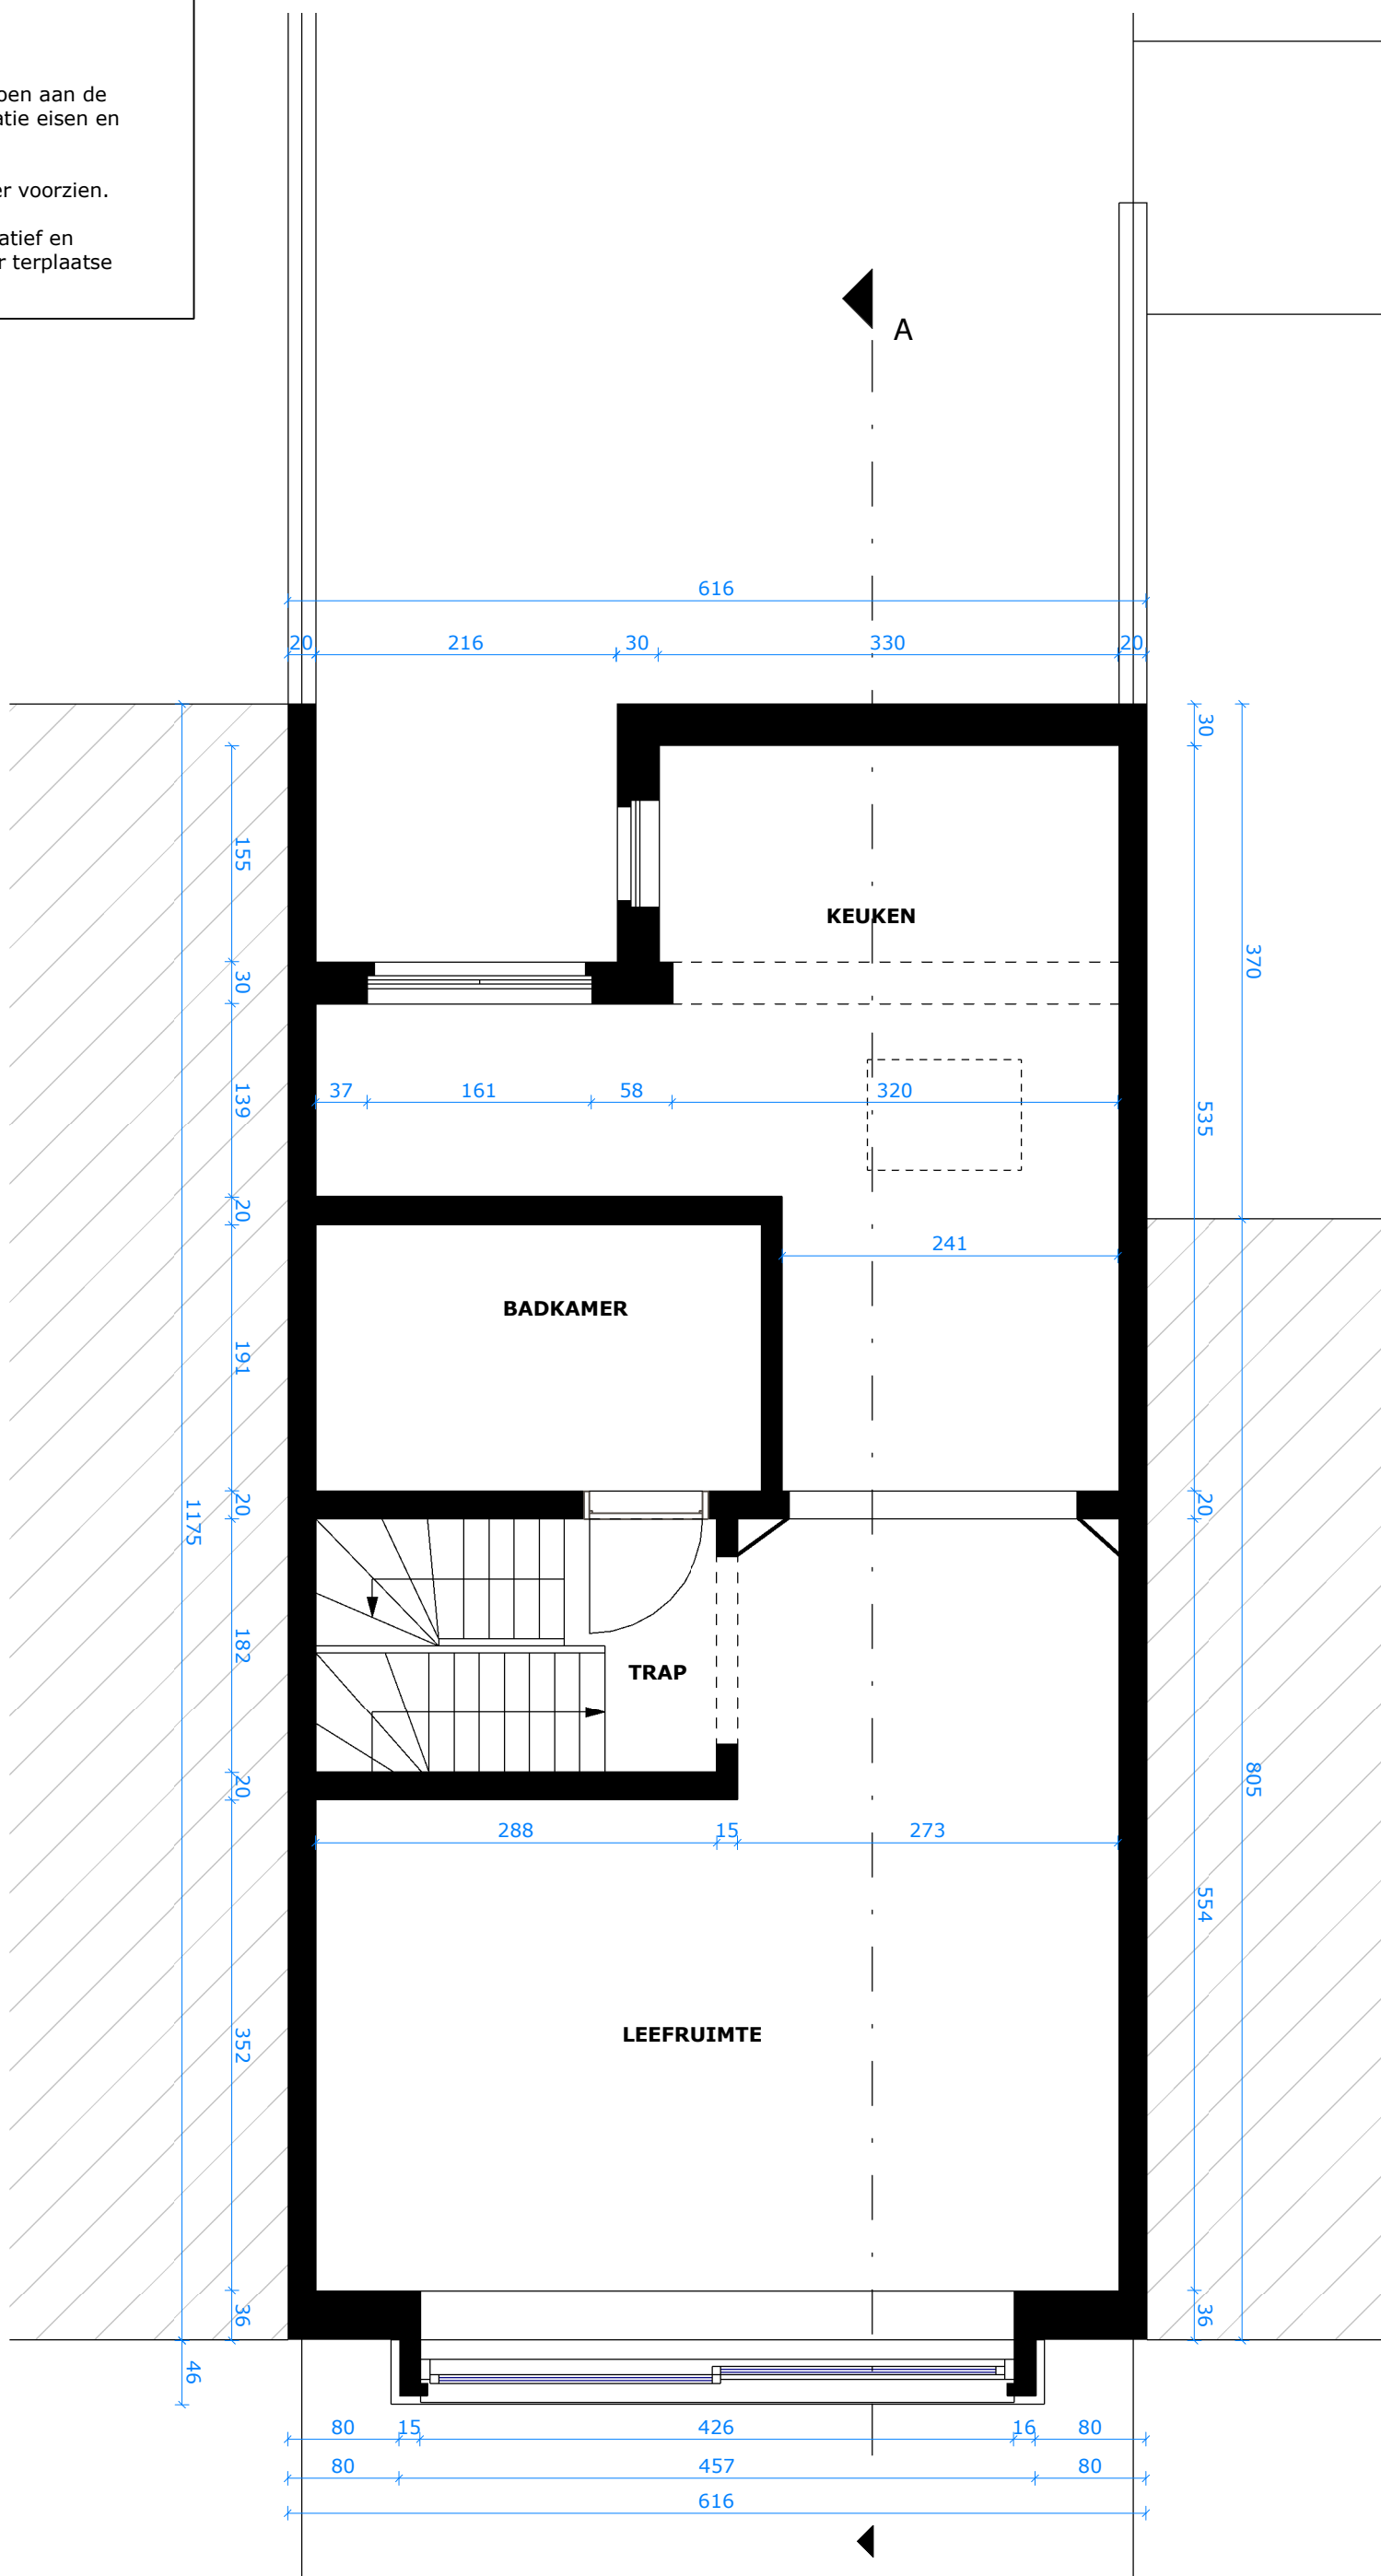 oen aan de
atie eisen en
er voorzien.
atief en
r terplaatse
A
616
20 216 30 330 20
30
155
KEUKEN
370
30
37 161 58 320
139
535
20
241
BADKAMER
191
1175
20
20
182
TRAP
805
20
288 15 273
554
352
LEEFRUIMTE
36
36
46
80 15 426 16 80
80 457 80
616